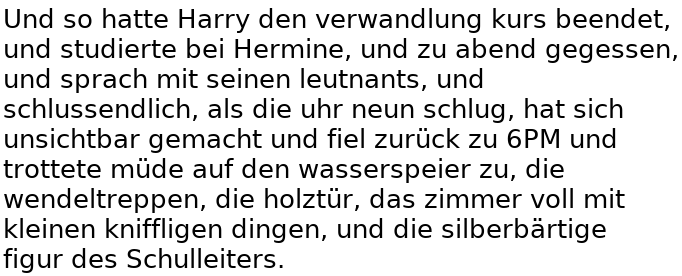 Und so hatte Harry den verwandlung kurs beendet,
und studierte bei Hermine, und zu abend gegessen,
und sprach mit seinen leutnants, und
schlussendlich, als die uhr neun schlug, hat sich
unsichtbar gemacht und fiel zurück zu 6PM und
trottete müde auf den wasserspeier zu, die
wendeltreppen, die holztür, das zimmer voll mit
kleinen kniffligen dingen, und die silberbärtige
figur des Schulleiters.